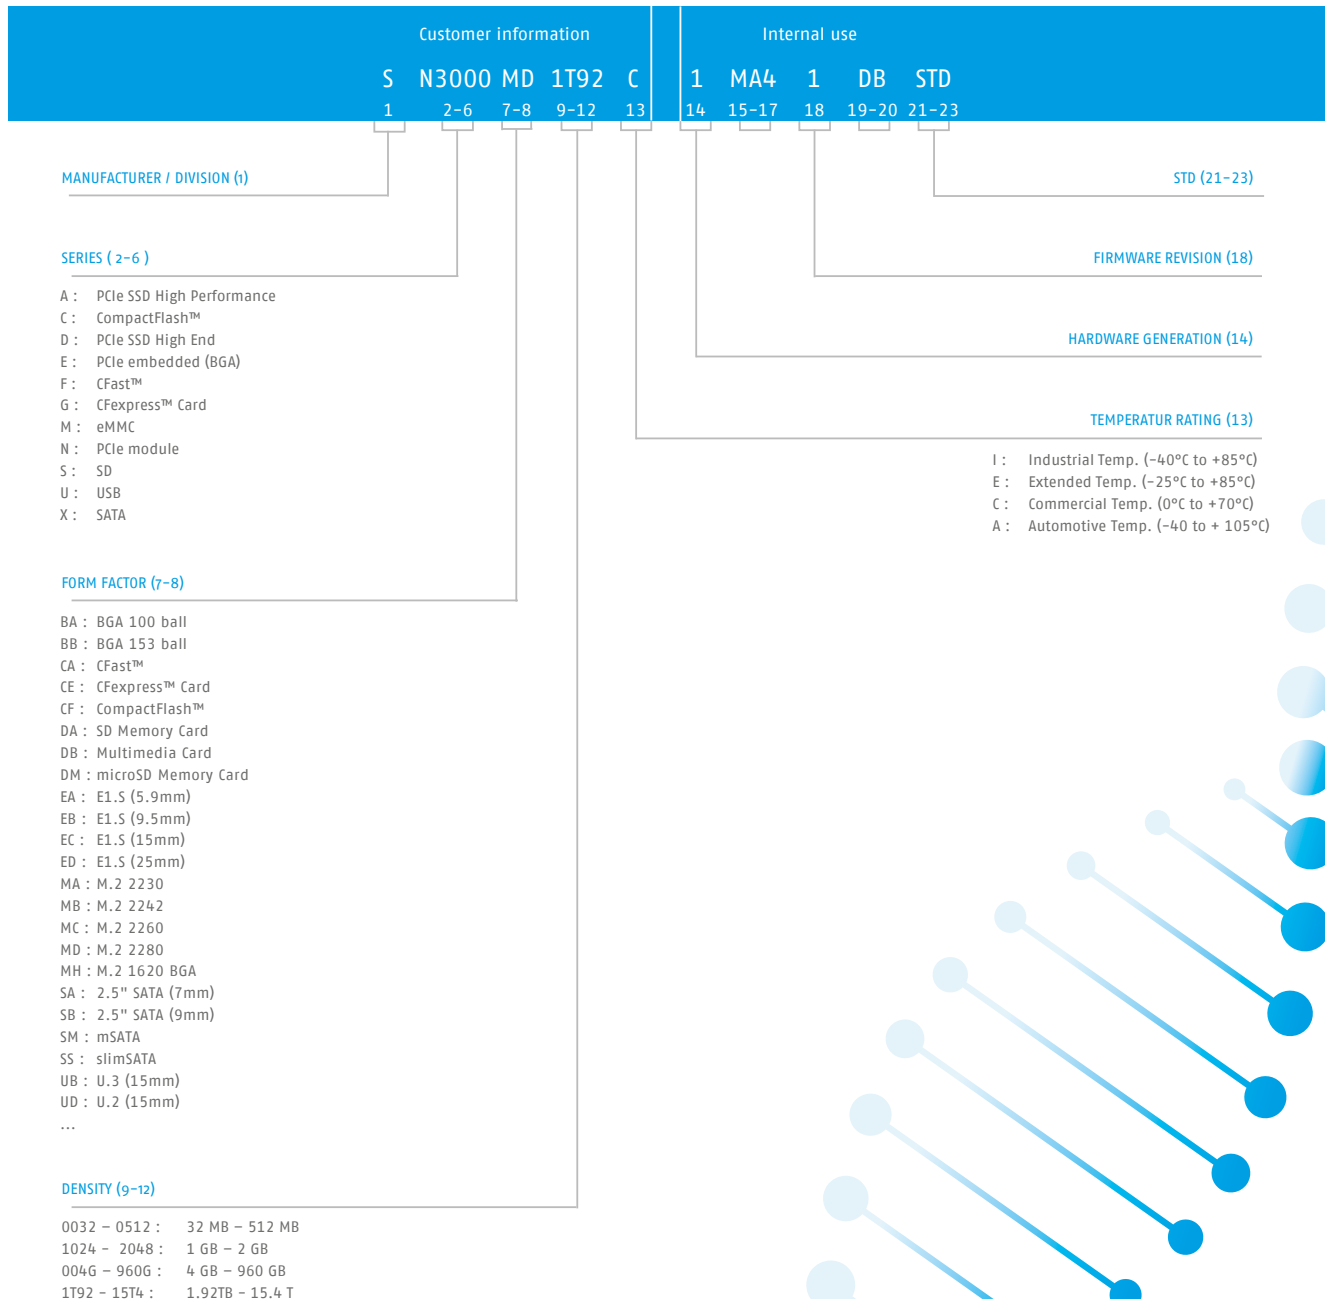 Customer information
Internal use
S N3000 MD 1T92 C 1 MA4 1 DB STD
1 2-6 7-8 9-12 13 14 15-17 18 19-20 21-23
MANUFACTURER / DIVISION (1)
STD (21-23)
SERIES ( 2-6 )
FIRMWARE REVISION (18)
A : PCIe SSD High Performance
C : CompactFlash™
D : PCIe SSD High End
E : PCIe embedded (BGA)
F : CFast™
G : CFexpress™ Card
M : eMMC
N : PCIe module
S : SD
U : USB
X : SATA
HARDWARE GENERATION (14)
TEMPERATUR RATING (13)
I : Industrial Temp. (-40°C to +85°C)
E : Extended Temp. (-25°C to +85°C)
C : Commercial Temp. (0°C to +70°C)
A : Automotive Temp. (-40 to + 105°C)
FORM FACTOR (7-8)
BA : BGA 100 ball
BB : BGA 153 ball
CA : CFast™
CE : CFexpress™ Card
CF : CompactFlash™
DA : SD Memory Card
DB : Multimedia Card
DM : microSD Memory Card
EA : E1.S (5.9mm)
EB : E1.S (9.5mm)
EC : E1.S (15mm)
ED : E1.S (25mm)
MA : M.2 2230
MB : M.2 2242
MC : M.2 2260
MD : M.2 2280
MH : M.2 1620 BGA
SA : 2.5" SATA (7mm)
SB : 2.5" SATA (9mm)
SM : mSATA
SS : slimSATA
UB : U.3 (15mm)
UD : U.2 (15mm)
...
DENSITY (9-12)
0032 – 0512 : 32 MB – 512 MB
1024 - 2048 : 1 GB – 2 GB
004G – 960G : 4 GB – 960 GB
1T92 - 15T4 : 1.92TB - 15.4 T